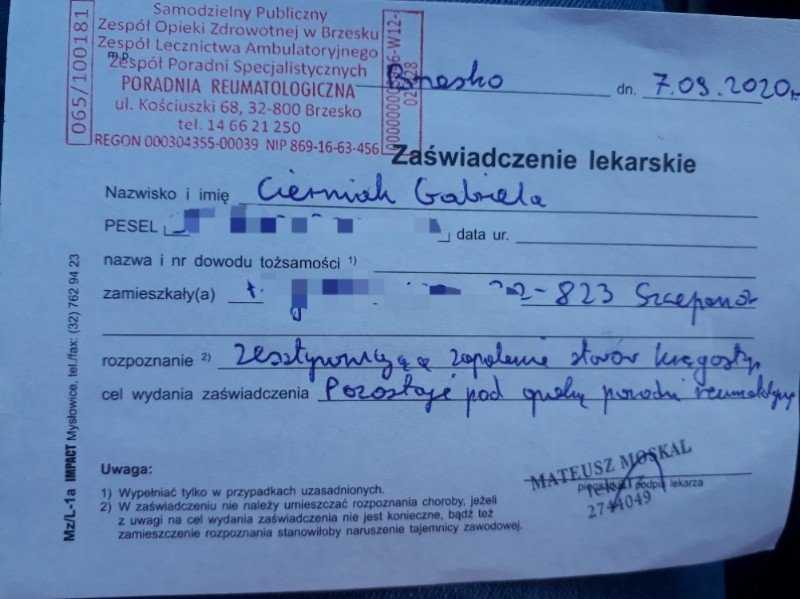 Samodzielny Publiczny
Zespół Opieki Zdrowotnej w Brzesku
Zespół Lecznictwa Ambulatoryjnego
m.p.
Zespół Poradni Specjalistycznych
PORADNIA REUMATOLOGICZNA
ul. Kościuszki 68, 32-800 Brzesko
tel. 14 66 21 250
REGON 000304355-00039 NIP 869-16-63-456
065/100181
Brzesko dn. 7.09.2020r
Zaświadczenie lekarskie
Nazwisko i imię Cierniak Gabriela
PESEL data ur.
nazwa i nr dowodu tożsamości 1)
zamieszkały(a) 32-823 Szczepanów
rozpoznanie 2) zesztywniające zapalenie stawów kręgosłup
cel wydania zaświadczenia Pozostaje pod opieką poradni reumatologicznej
MATEUSZ MOSKAL
pieczątka i podpis lekarza
lekarz
2744049
Uwaga:
1) Wypełniać tylko w przypadkach uzasadnionych.
2) W zaświadczeniu nie należy umieszczać rozpoznania choroby, jeżeli
z uwagi na cel wydania zaświadczenia nie jest konieczne, bądź też
zamieszczenie rozpoznania stanowiłoby naruszenie tajemnicy zawodowej.
Mz/L-1a IMPACT Mysłowice, tel./fax: (32) 762 94 23